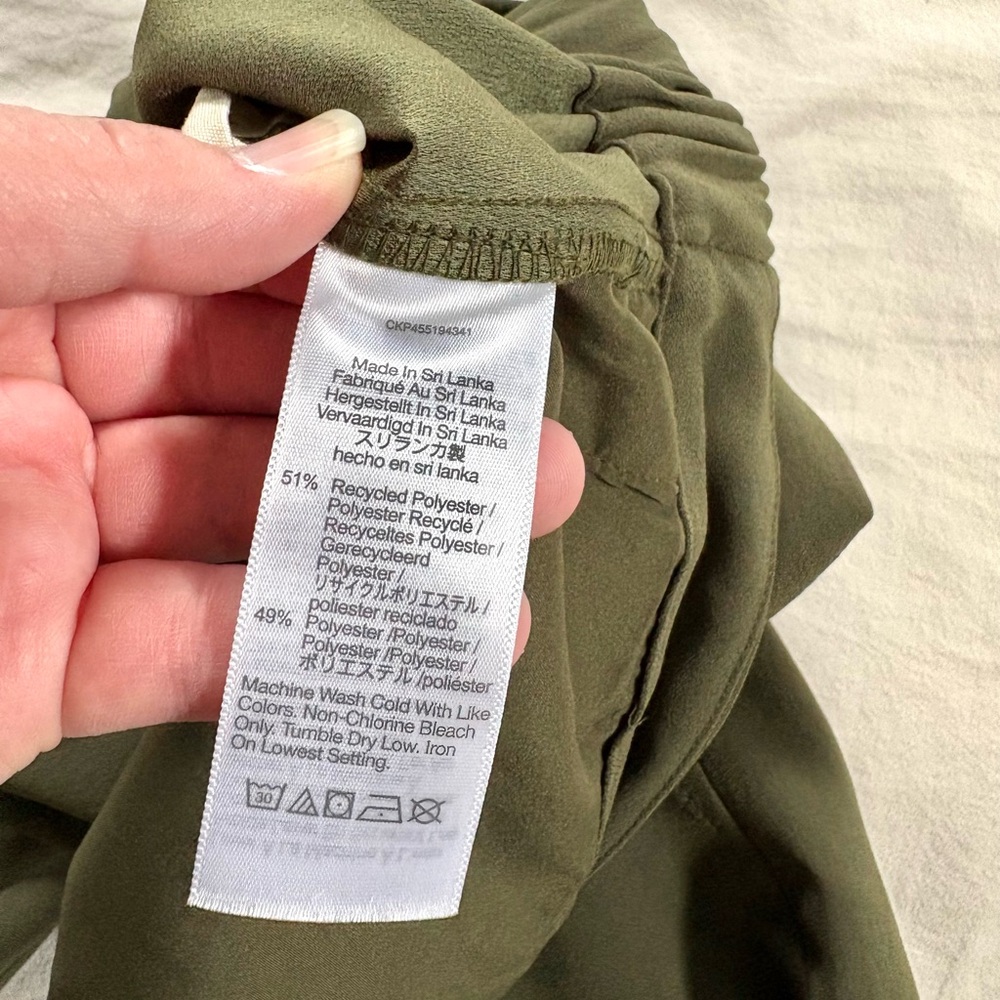 CKP455194341
Made In Sri Lanka
Fabriqué Au Sri Lanka
Hergestellt In Sri Lanka
Vervaardigd In Sri Lanka
スリランカ製
hecho en sri lanka
51% Recycled Polyester /
Polyester Recyclé /
Recyceltes Polyester /
Gerecycleerd
Polyester /
リサイクルポリエステル /
poliester reciclado
49% Polyester /Polyester /
Polyester /Polyester /
ポリエステル /poliéster
Machine Wash Cold With Like
Colors. Non-Chlorine Bleach
Only. Tumble Dry Low. Iron
On Lowest Setting.
30